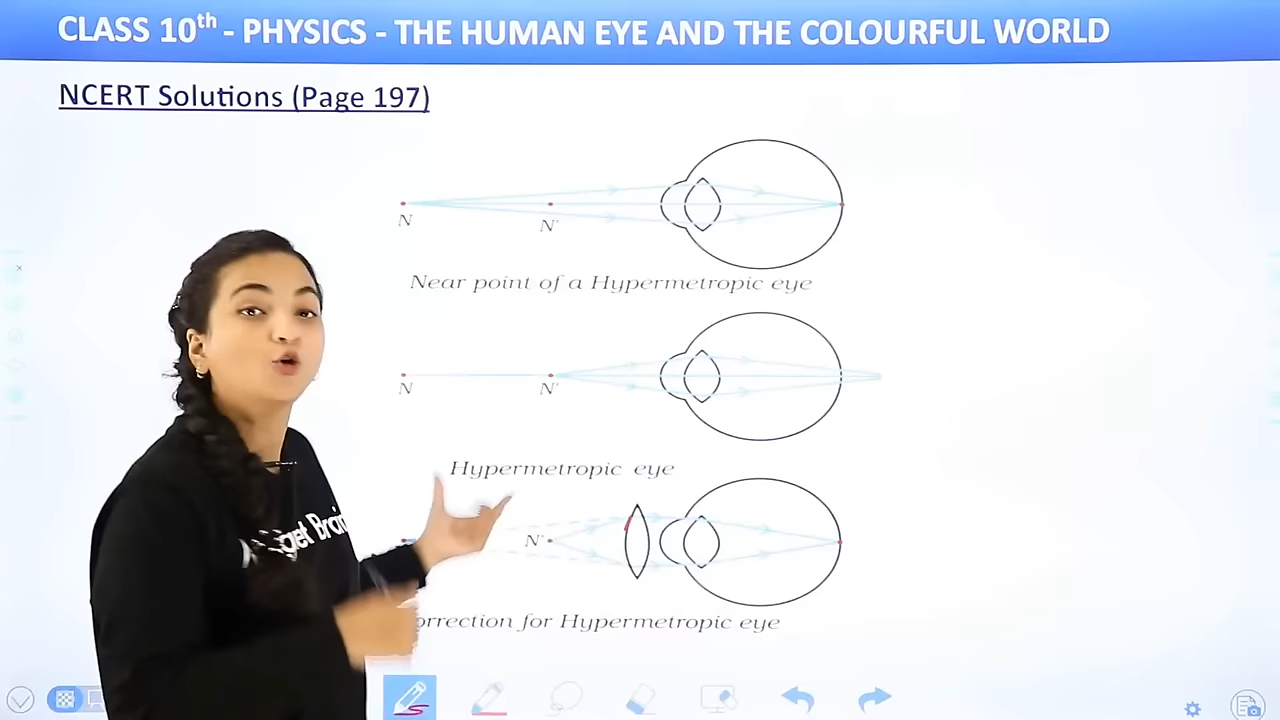 CLASS 10th - PHYSICS - THE HUMAN EYE AND THE COLOURFUL WORLD
NCERT Solutions (Page 197)
N
N'
Near point of a Hypermetropic eye
N
N'
Hypermetropic eye
N'
orrection for Hypermetropic eye